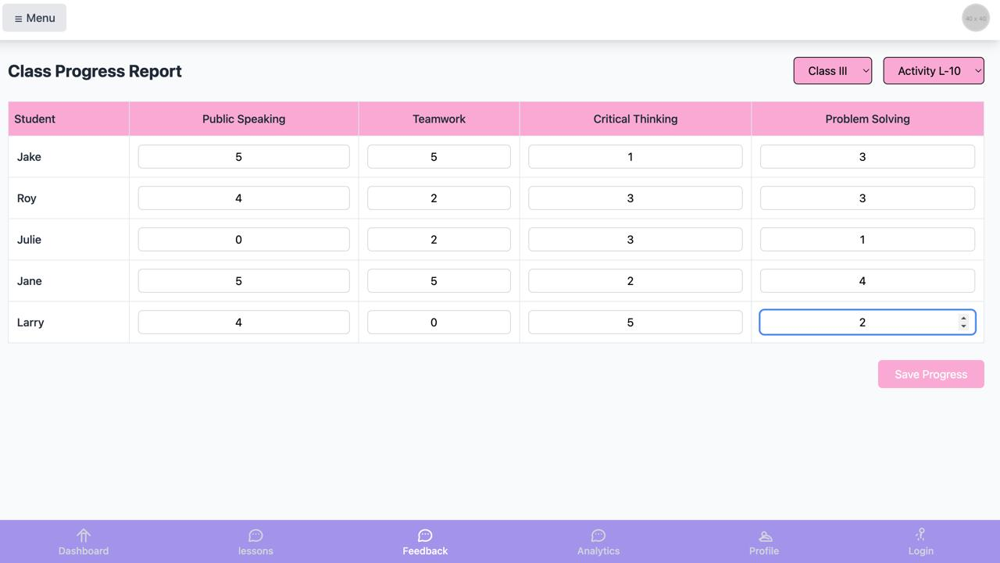 ≡ Menu
40 x 40
Class Progress Report
Class III
Activity L-10
Student Public Speaking Teamwork Critical Thinking Problem Solving
Jake 5 5 1 3
Roy 4 2 3 3
Julie 0 2 3 1
Jane 5 5 2 4
Larry 4 0 5 2
Save Progress
Dashboard lessons Feedback Analytics Profile Login